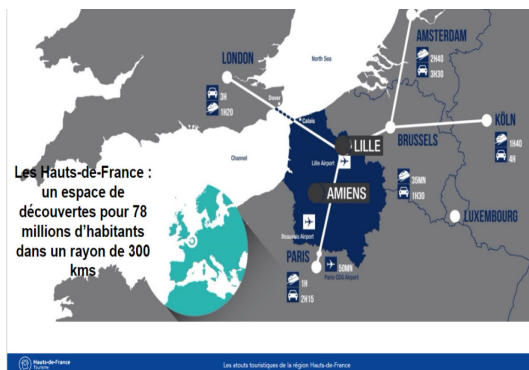 AMSTERDAM
2H40
3H30
North Sea
LONDON
3H
1H20
Dover
Calais
KÖLN
1H40
4H
BRUSSELS
LILLE
Lille Airport
Channel
35MN
1H30
AMIENS
Les Hauts-de-France :
un espace de
découvertes pour 78
millions d'habitants
dans un rayon de 300
kms
LUXEMBOURG
Beauvais Airport
PARIS
50MN
Paris CDG Airport
1H
2H15
Hauts-de-France
Tourisme
Les atouts touristiques de la région Hauts-de-France